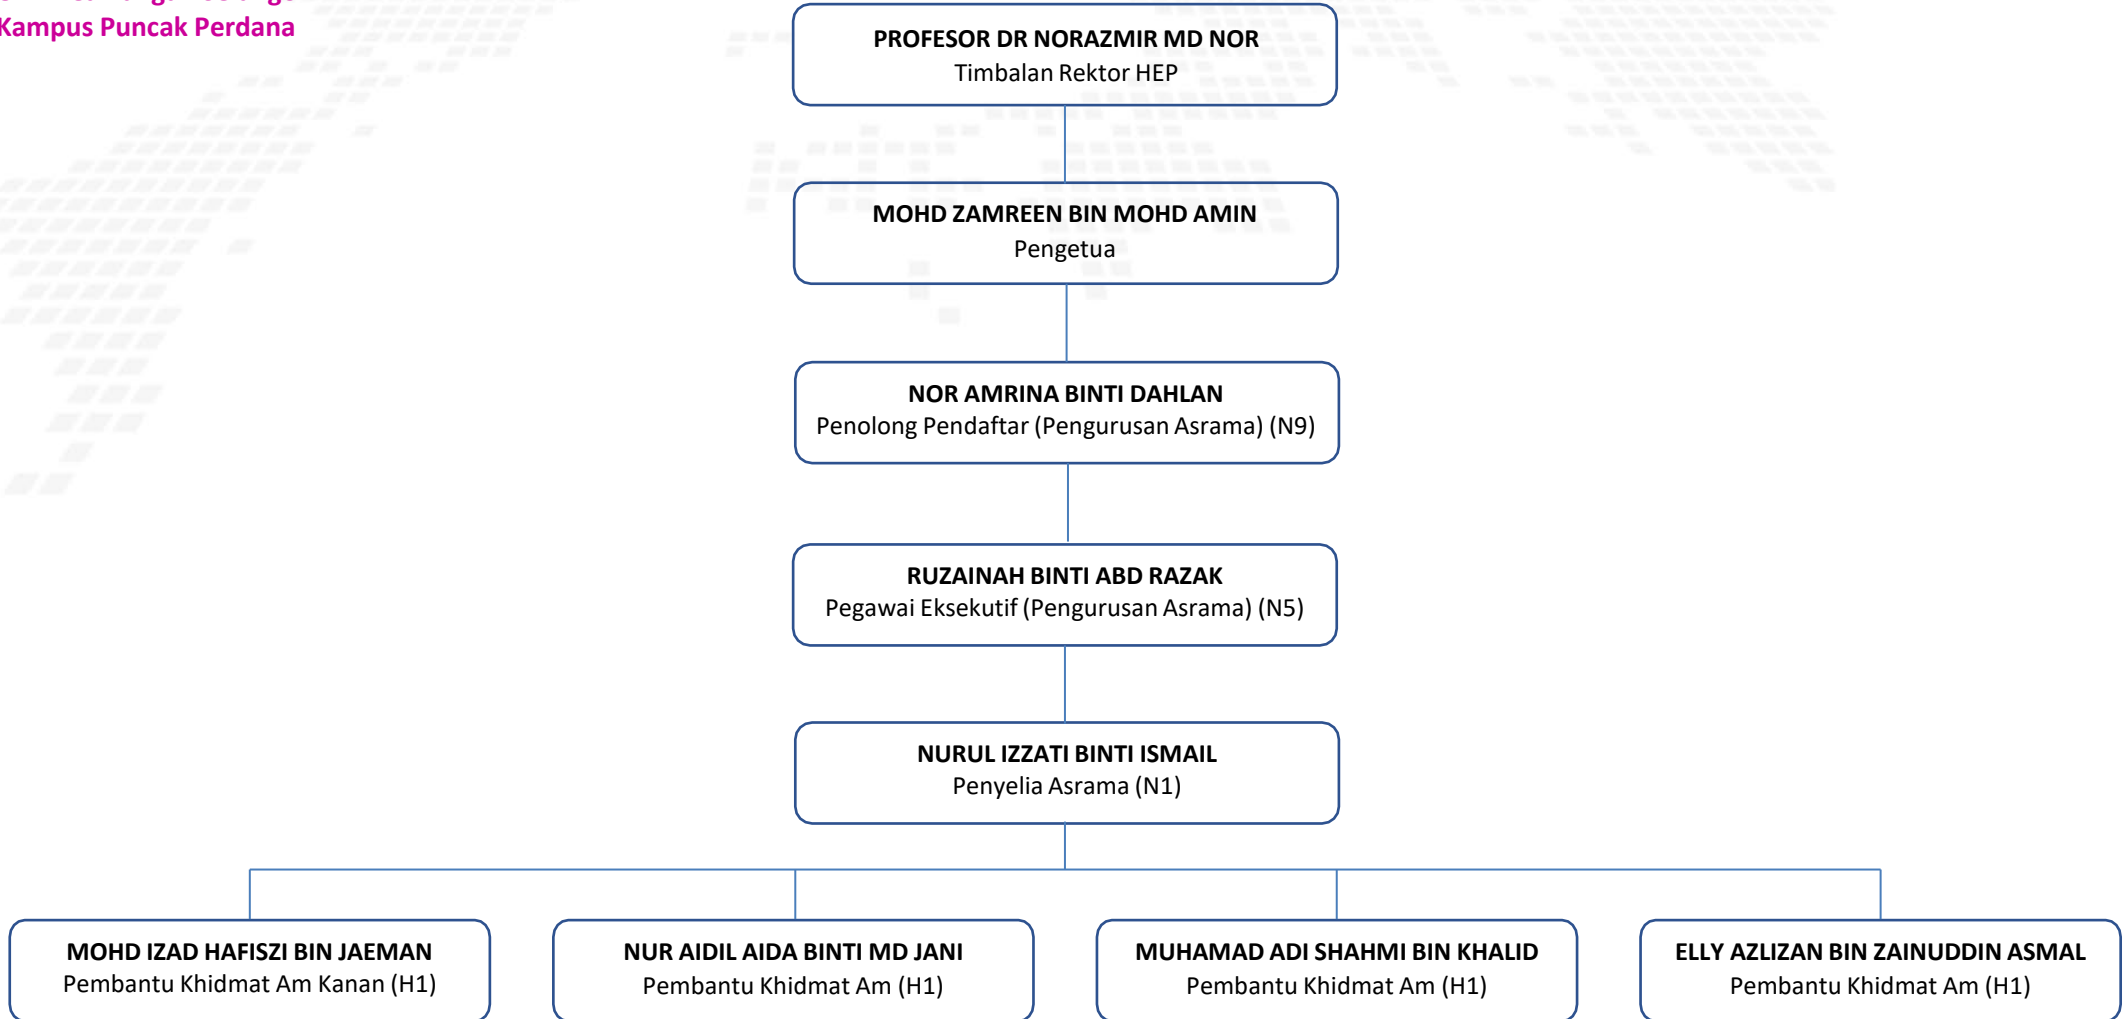 Kampus Puncak Perdana
PROFESOR DR NORAZMIR MD NOR
Timbalan Rektor HEP
MOHD ZAMREEN BIN MOHD AMIN
Pengetua
NOR AMRINA BINTI DAHLAN
Penolong Pendaftar (Pengurusan Asrama) (N9)
RUZAINAH BINTI ABD RAZAK
Pegawai Eksekutif (Pengurusan Asrama) (N5)
NURUL IZZATI BINTI ISMAIL
Penyelia Asrama (N1)
MOHD IZAD HAFISZI BIN JAEMAN
Pembantu Khidmat Am Kanan (H1)
NUR AIDIL AIDA BINTI MD JANI
Pembantu Khidmat Am (H1)
MUHAMAD ADI SHAHMI BIN KHALID
Pembantu Khidmat Am (H1)
ELLY AZLIZAN BIN ZAINUDDIN ASMAL
Pembantu Khidmat Am (H1)